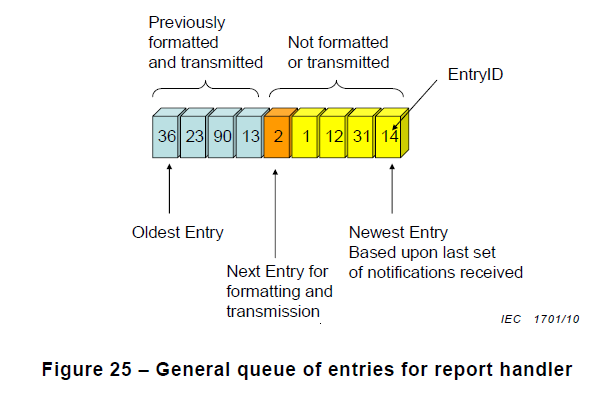 Previously
formatted
and transmitted
Not formatted
or transmitted
EntryID
36 23 90 13 2 1 12 31 14
Oldest Entry
Next Entry for
formatting and
transmission
Newest Entry
Based upon last set
of notifications received
IEC 1701/10
Figure 25 – General queue of entries for report handler